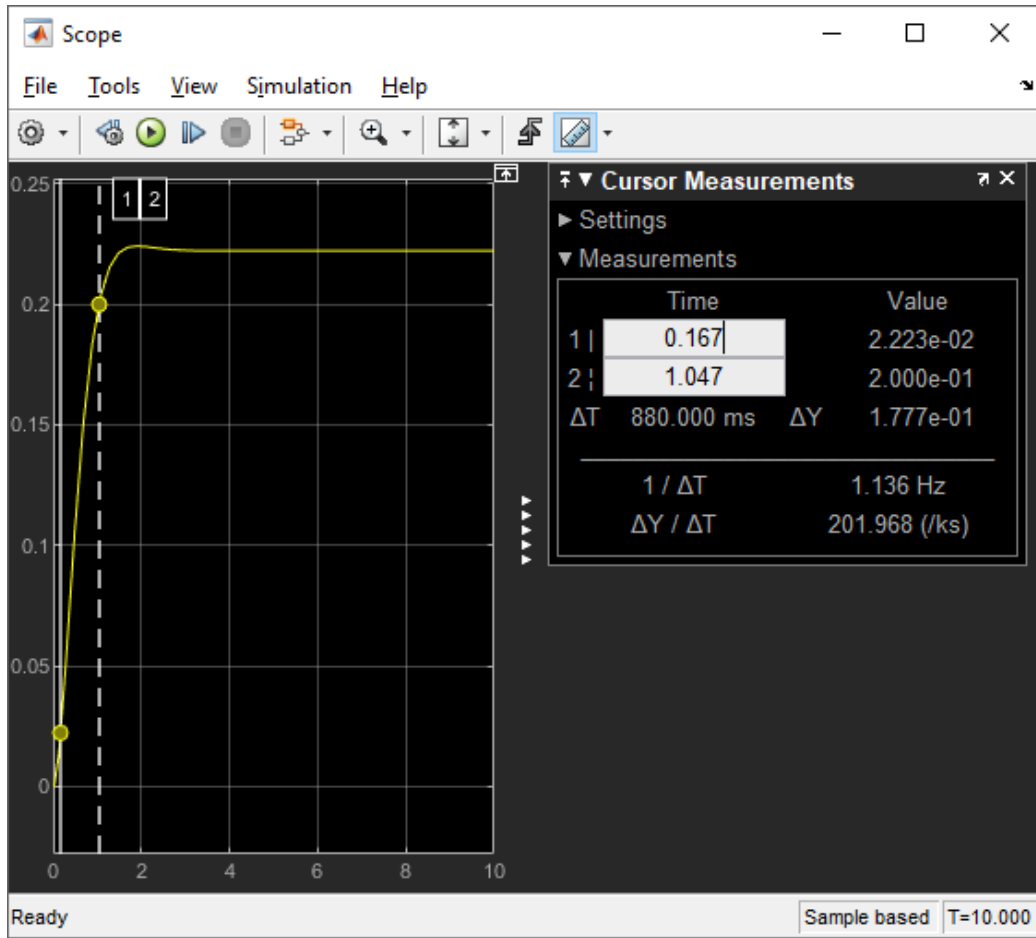 Scope
File Tools View Simulation Help
0.25
0.2
0.15
0.1
0.05
0
0 2 4 6 8 10
1 2
Cursor Measurements
Settings
Measurements
Time Value
1 | 0.167 2.223e-02
2 ¦ 1.047 2.000e-01
ΔT 880.000 ms ΔY 1.777e-01
1 / ΔT 1.136 Hz
ΔY / ΔT 201.968 (/ks)
Ready Sample based T=10.000